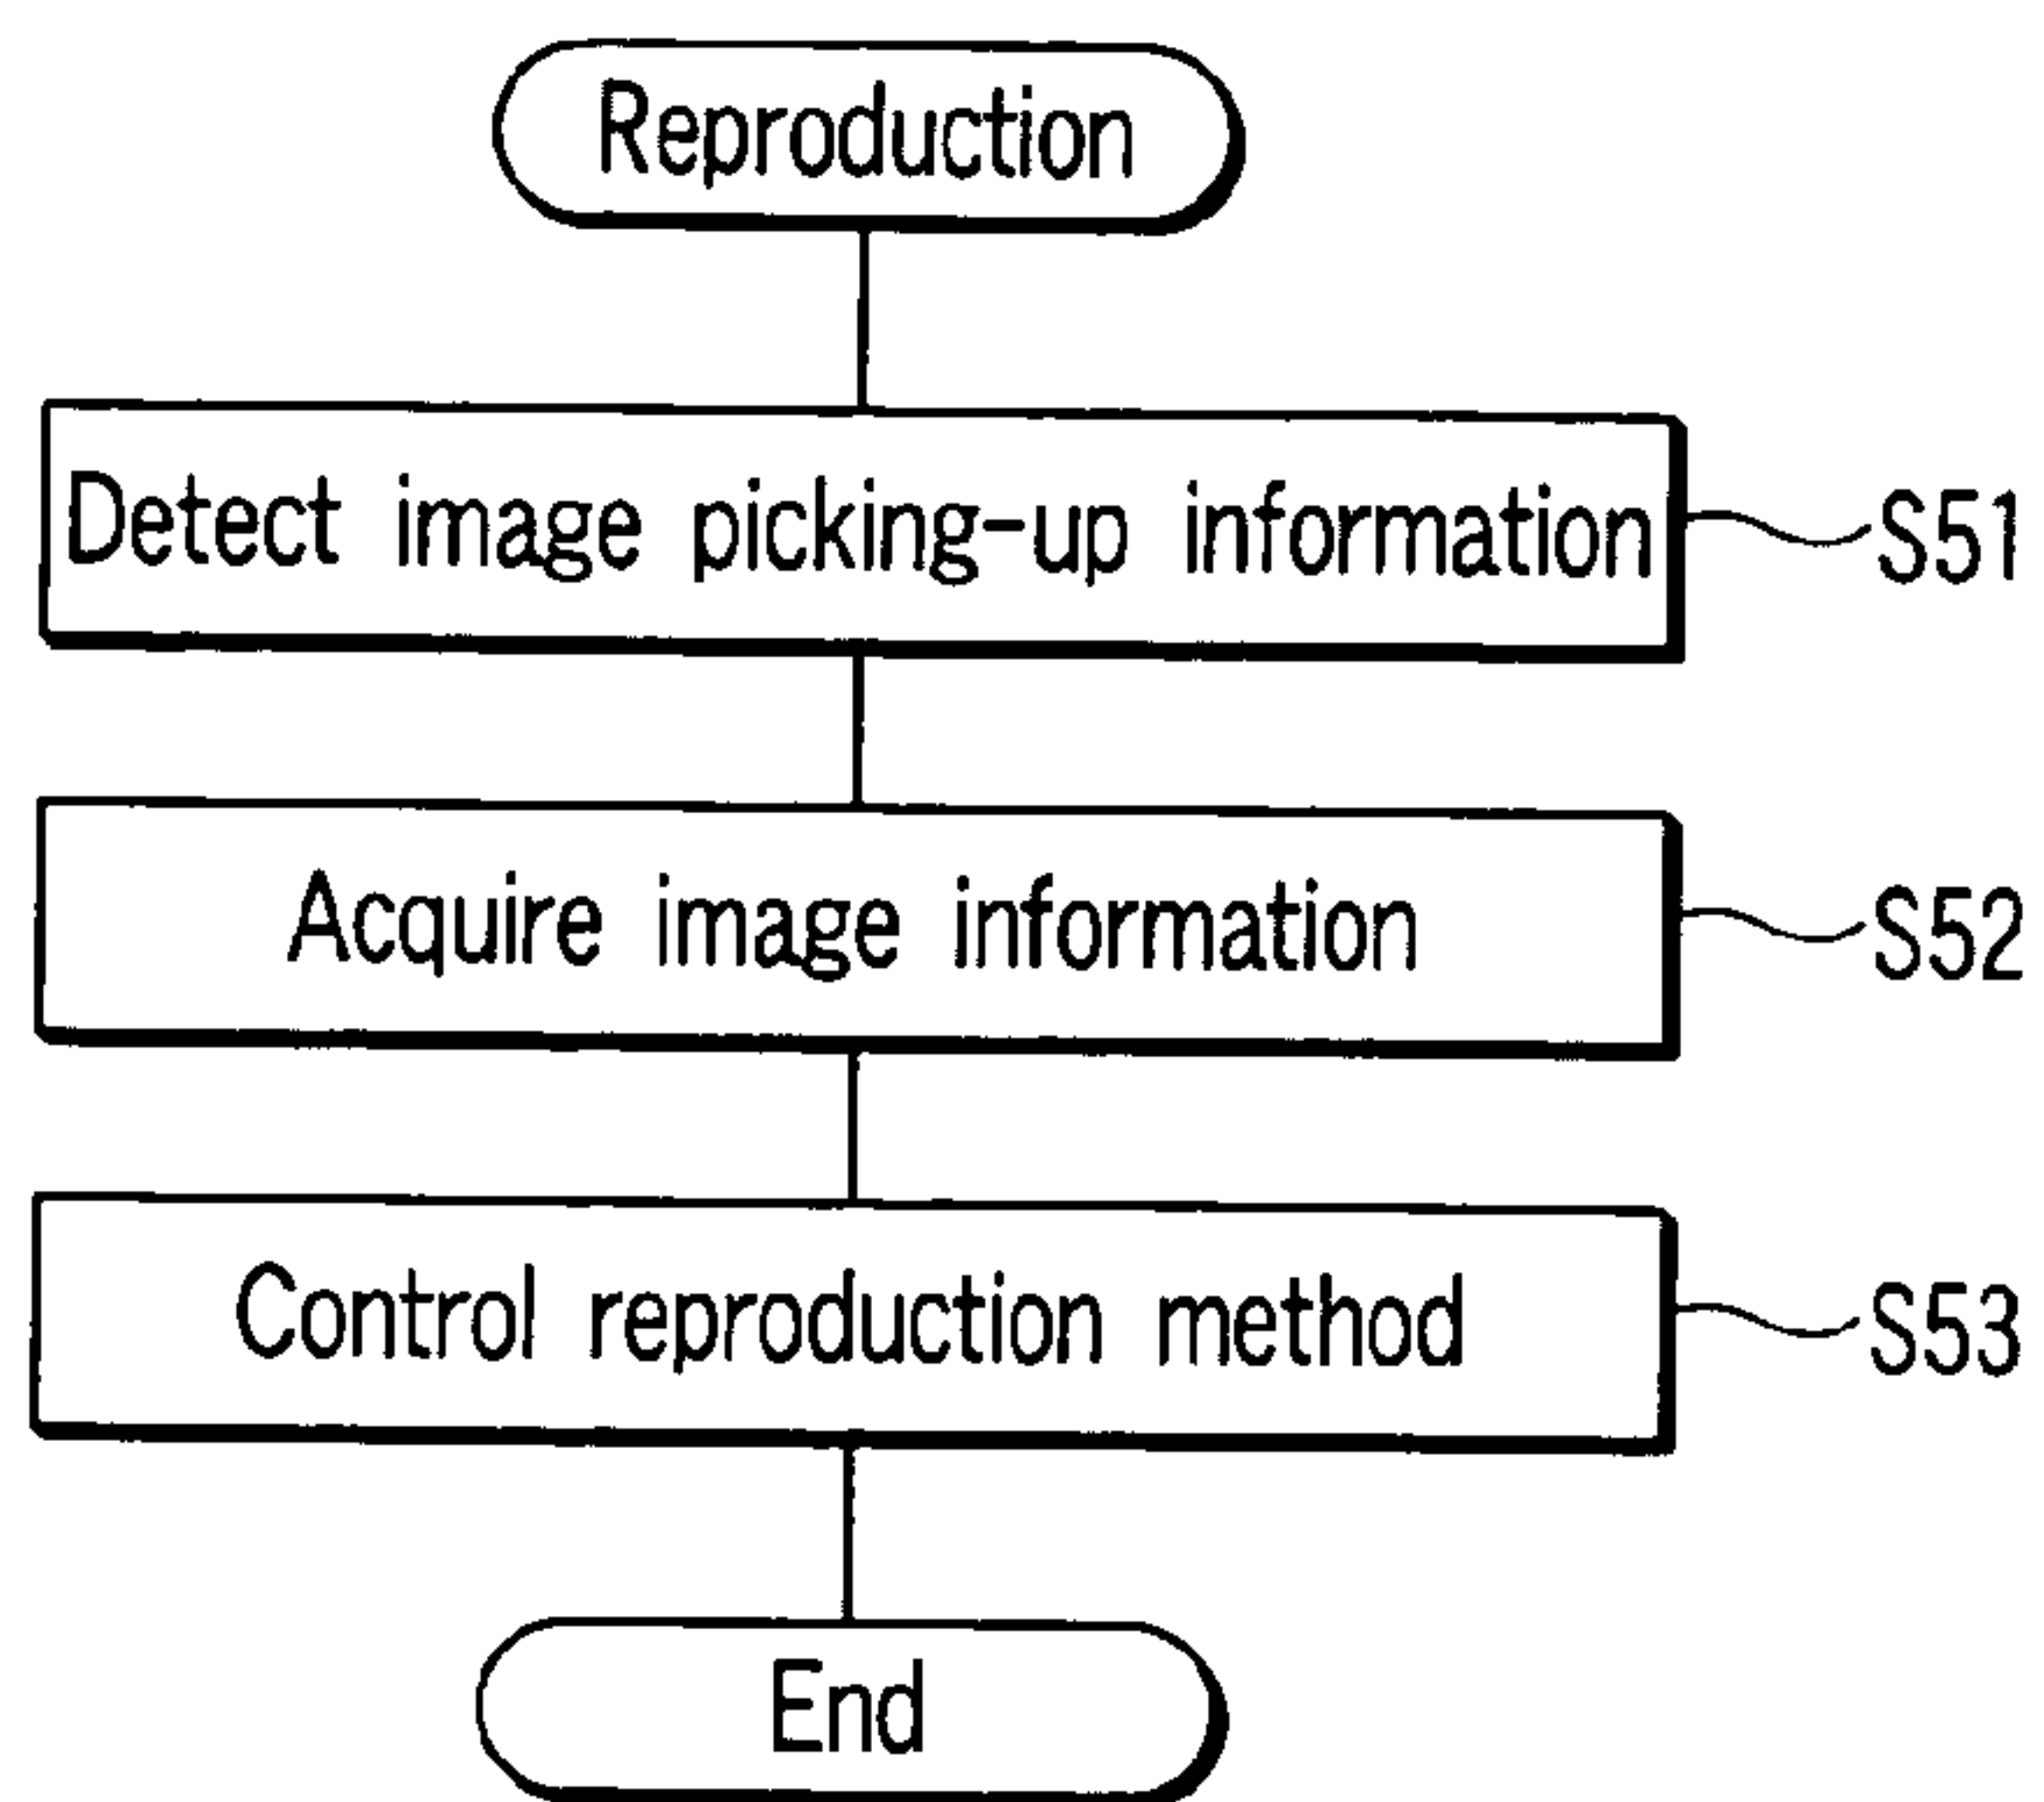 Reproduction
Detect image picking-up information S51
Acquire image information S52
Control reproduction method S53
End